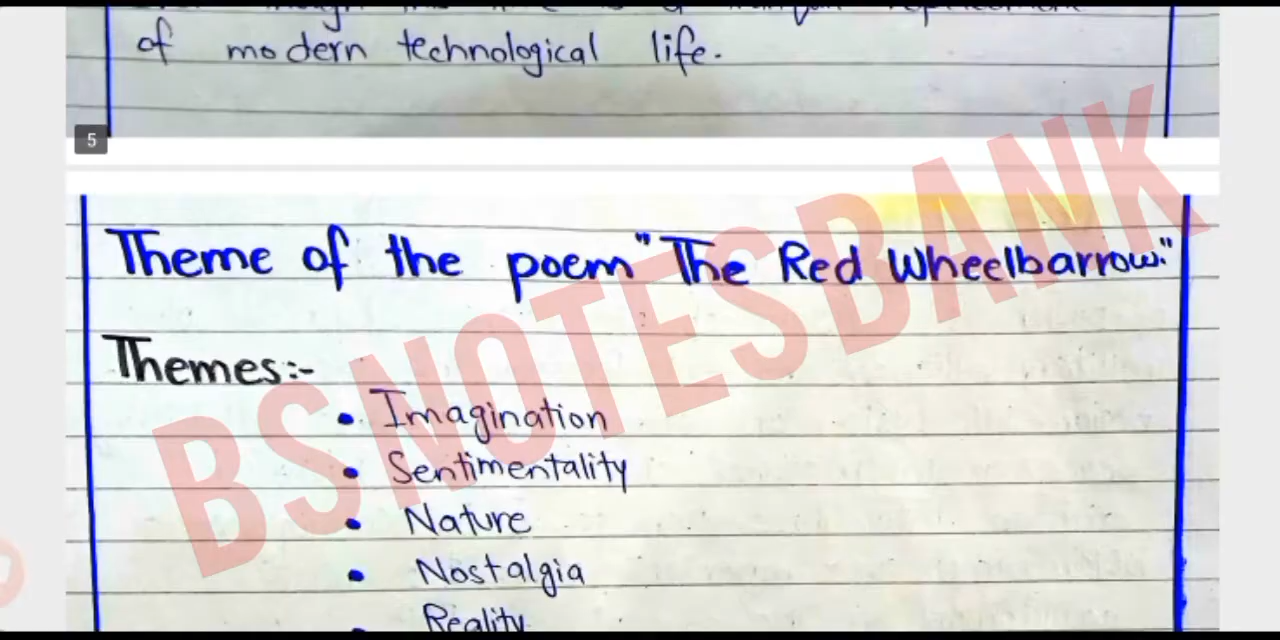 of modern technological life.
5
Theme of the poem "The Red Wheelbarrow."
Themes:-
• Imagination
• Sentimentality
• Nature
• Nostalgia
• Reality
BSNOTESBANK